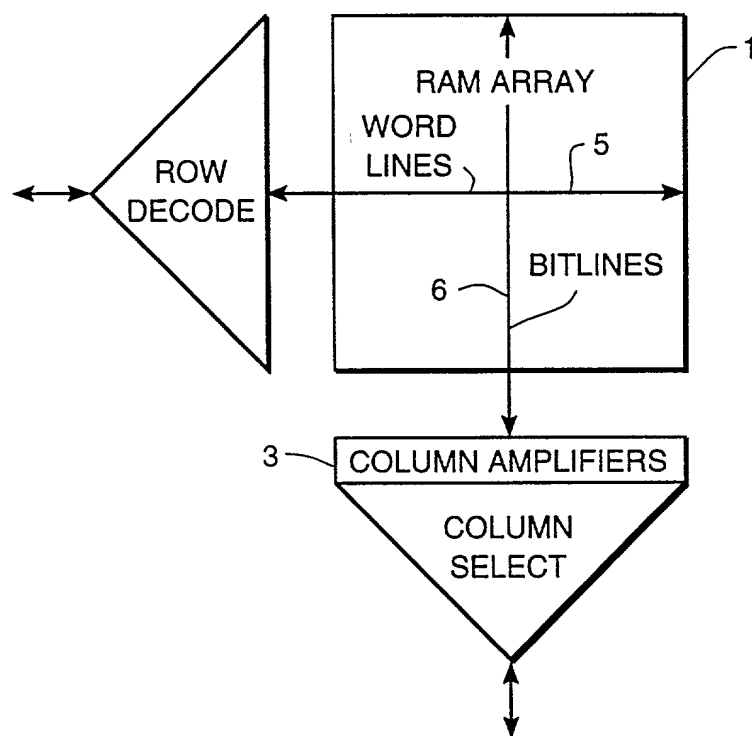 1
RAM ARRAY
WORD
LINES
5
ROW
DECODE
BITLINES
6
3
COLUMN AMPLIFIERS
COLUMN
SELECT